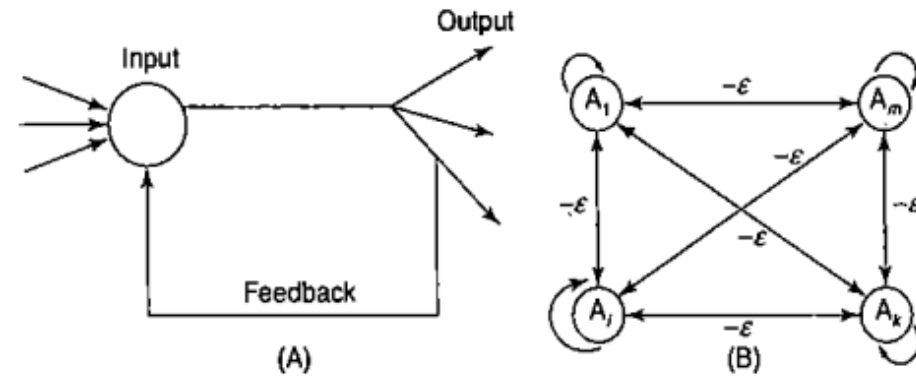 Output
Input
Feedback
(A)
A1
Am
Aj
Ak
-ε
-ε
-ε
-ε
-ε
-ε
(B)